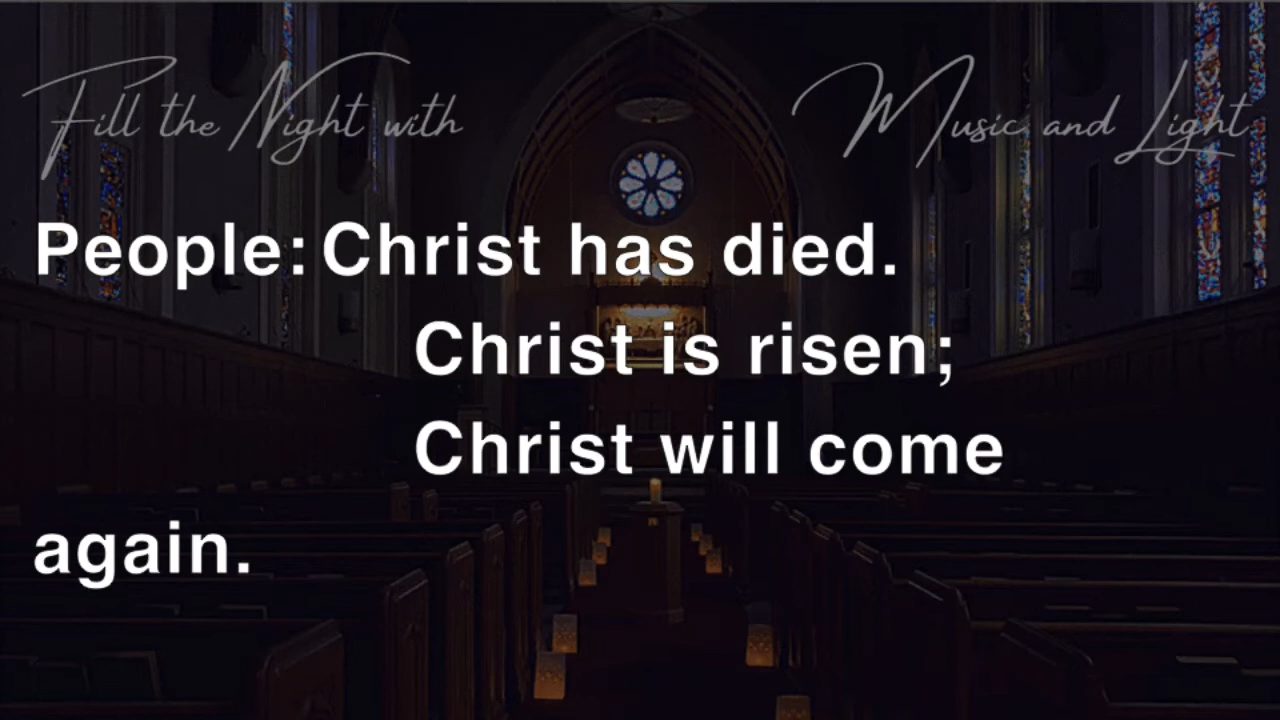 Fill the Night with Music and Light
People: Christ has died.
Christ is risen;
Christ will come
again.